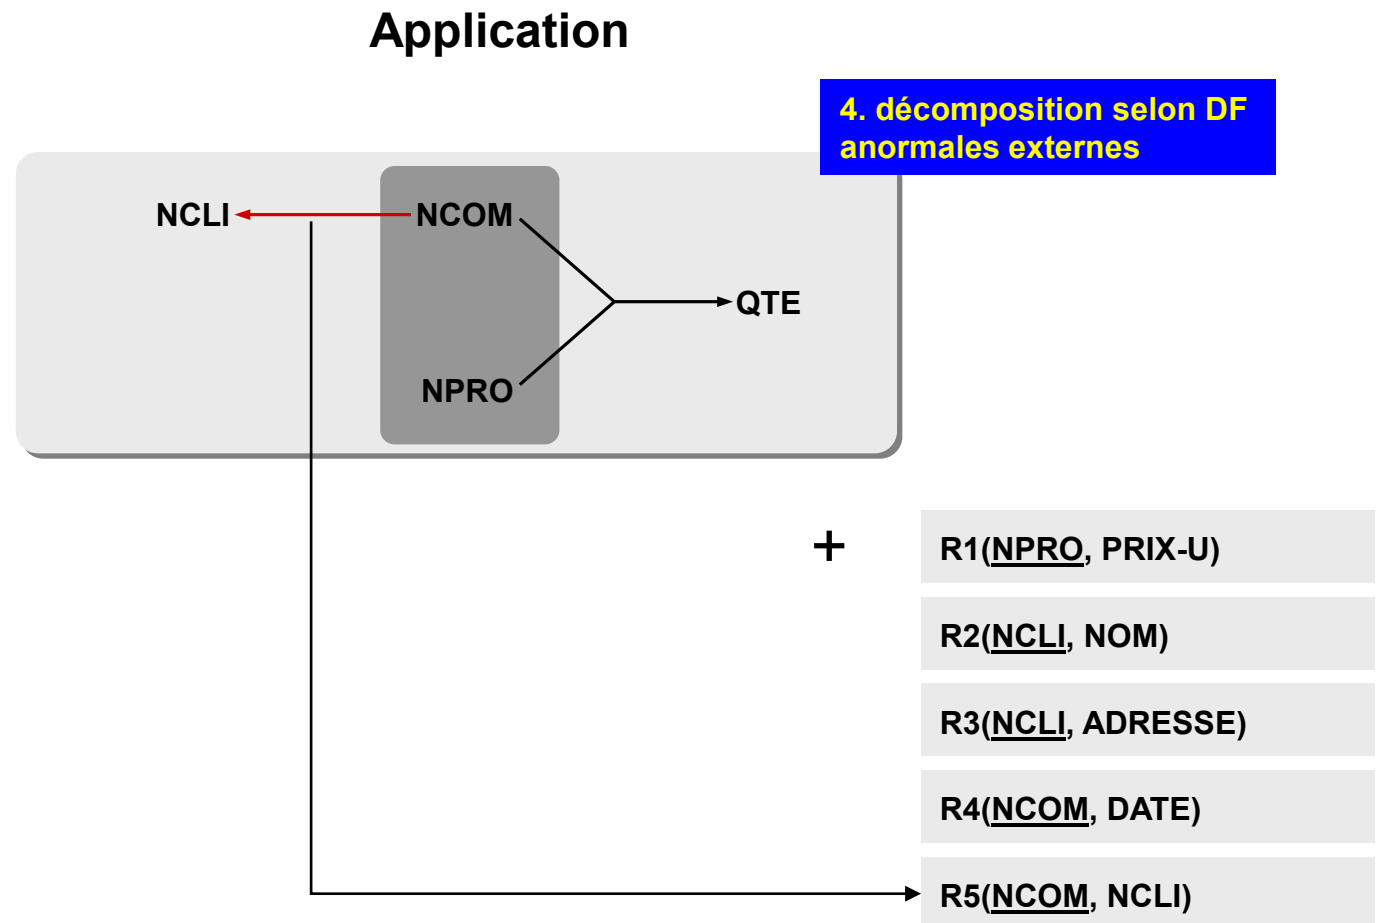 Application
4. décomposition selon DF
anormales externes
NCLI
NCOM
QTE
NPRO
+
R1(NPRO, PRIX-U)
R2(NCLI, NOM)
R3(NCLI, ADRESSE)
R4(NCOM, DATE)
R5(NCOM, NCLI)